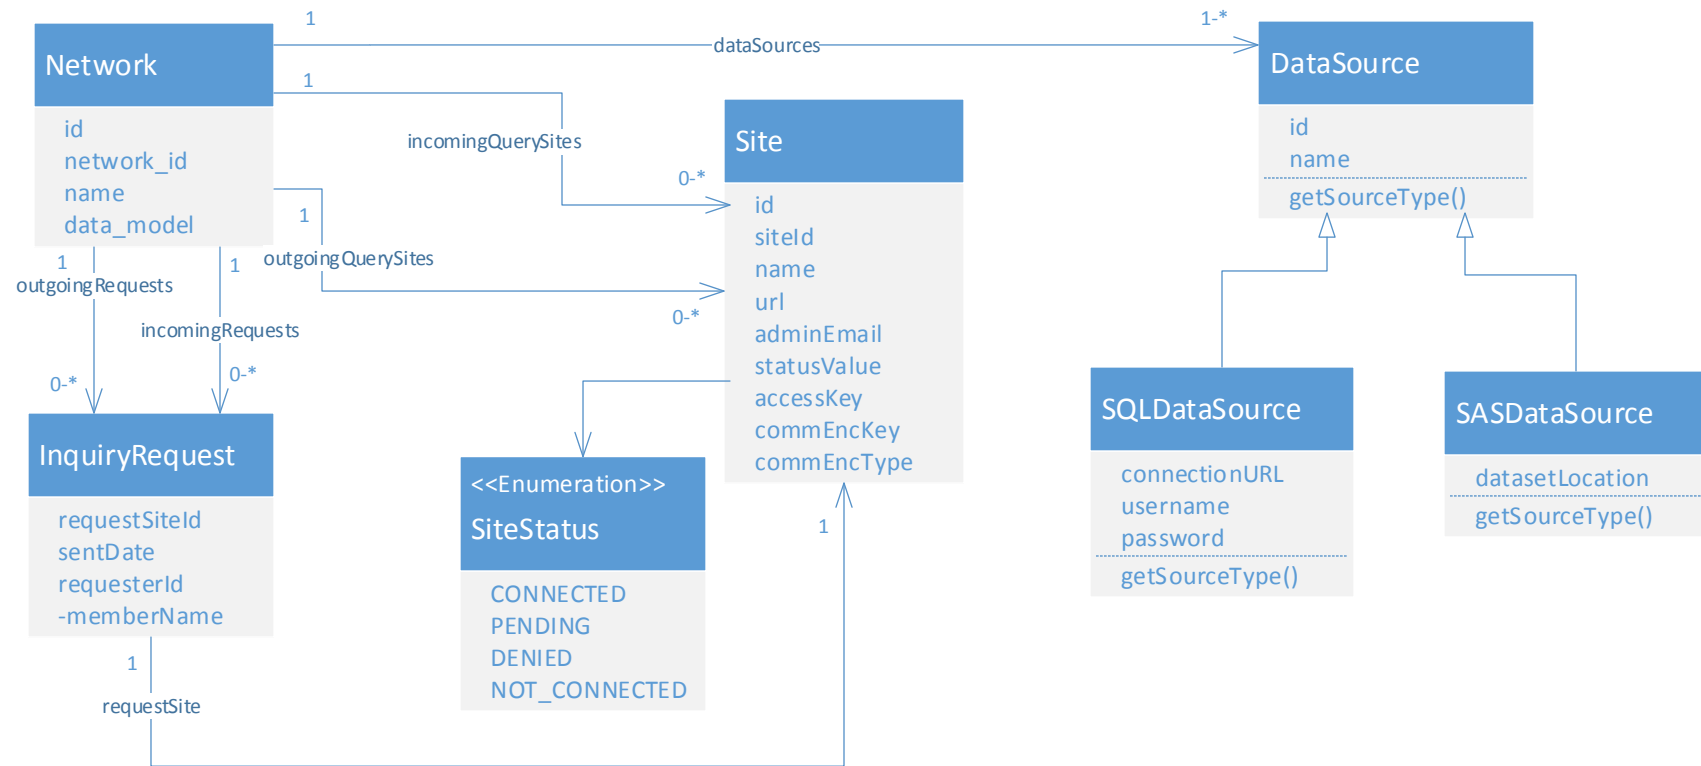 1
1-*
Network
dataSources
DataSource
1
id
network_id
name
data_model
incomingQuerySites
Site
id
name
getSourceType()
0-*
1
id
siteId
name
url
adminEmail
statusValue
accessKey
commEncKey
commEncType
outgoingQuerySites
0-*
1
outgoingRequests
1
incomingRequests
0-*
0-*
InquiryRequest
requestSiteId
sentDate
requesterId
-memberName
<<Enumeration>>
SiteStatus
CONNECTED
PENDING
DENIED
NOT_CONNECTED
1
1
requestSite
SQLDataSource
connectionURL
username
password
getSourceType()
SASDataSource
datasetLocation
getSourceType()